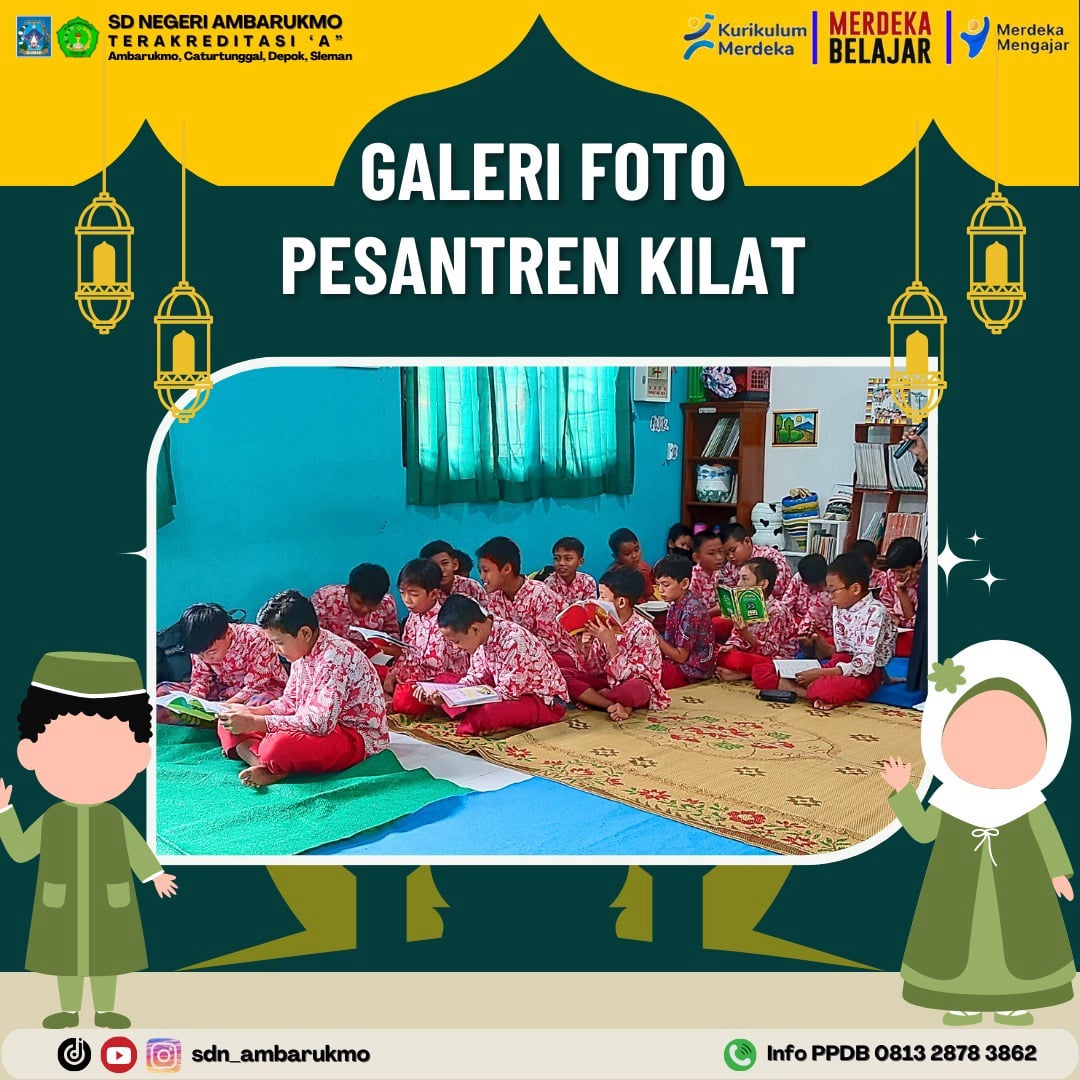 SD NEGERI AMBARUKMO
TERAKREDITASI ‘A”
Ambarukmo, Caturtunggal, Depok, Sleman
Kurikulum
Merdeka
MERDEKA
BELAJAR
Merdeka
Mengajar
GALERI FOTO
PESANTREN KILAT
sdn_ambarukmo
Info PPDB 0813 2878 3862